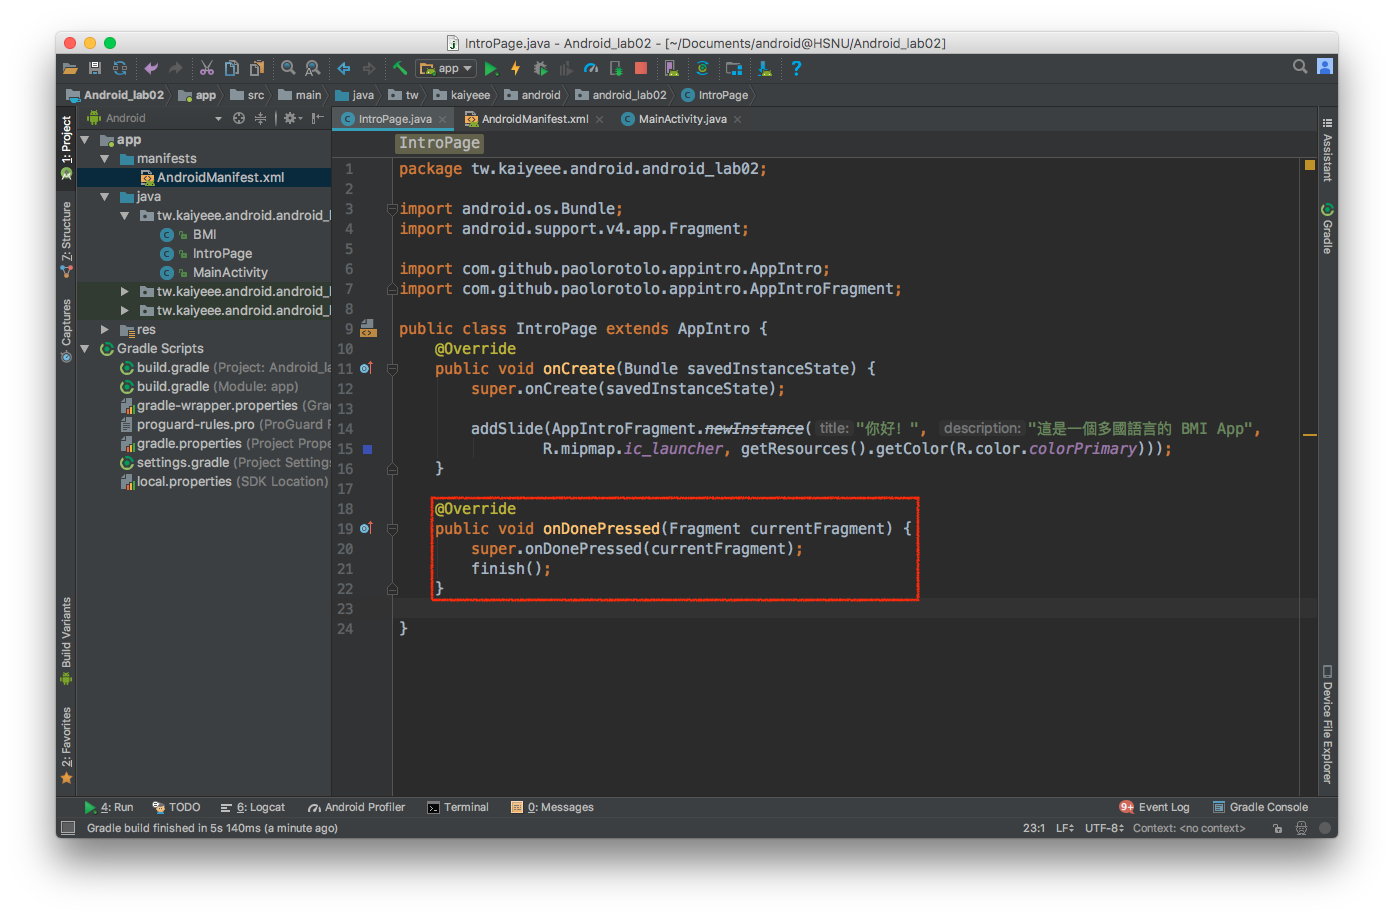 IntroPage.java - Android_lab02 - [~/Documents/android@HSNU/Android_lab02]
app
Android_lab02 app src main java tw kaiyeee android android_lab02 IntroPage
Android
IntroPage.java AndroidManifest.xml MainActivity.java
1: Project
Z: Structure
Captures
Build Variants
2: Favorites
app
manifests
AndroidManifest.xml
java
tw.kaiyeee.android.android_l
BMI
IntroPage
MainActivity
tw.kaiyeee.android.android_l
tw.kaiyeee.android.android_l
res
Gradle Scripts
build.gradle (Project: Android_la
build.gradle (Module: app)
gradle-wrapper.properties (Gra
proguard-rules.pro (ProGuard R
gradle.properties (Project Prope
settings.gradle (Project Settings
local.properties (SDK Location)
IntroPage
1 package tw.kaiyeee.android.android_lab02;
2
3 import android.os.Bundle;
4 import android.support.v4.app.Fragment;
5
6 import com.github.paolorotolo.appintro.AppIntro;
7 import com.github.paolorotolo.appintro.AppIntroFragment;
8
9 public class IntroPage extends AppIntro {
10 @Override
11 public void onCreate(Bundle savedInstanceState) {
12 super.onCreate(savedInstanceState);
13
14 addSlide(AppIntroFragment.newInstance( title: "你好！", description: "這是一個多國語言的 BMI App",
15 R.mipmap.ic_launcher, getResources().getColor(R.color.colorPrimary)));
16 }
17
18 @Override
19 public void onDonePressed(Fragment currentFragment) {
20 super.onDonePressed(currentFragment);
21 finish();
22 }
23
24 }
Assistant
Gradle
Device File Explorer
4: Run TODO 6: Logcat Android Profiler Terminal 0: Messages 9+ Event Log Gradle Console
Gradle build finished in 5s 140ms (a minute ago) 23:1 LF UTF-8 Context: <no context>